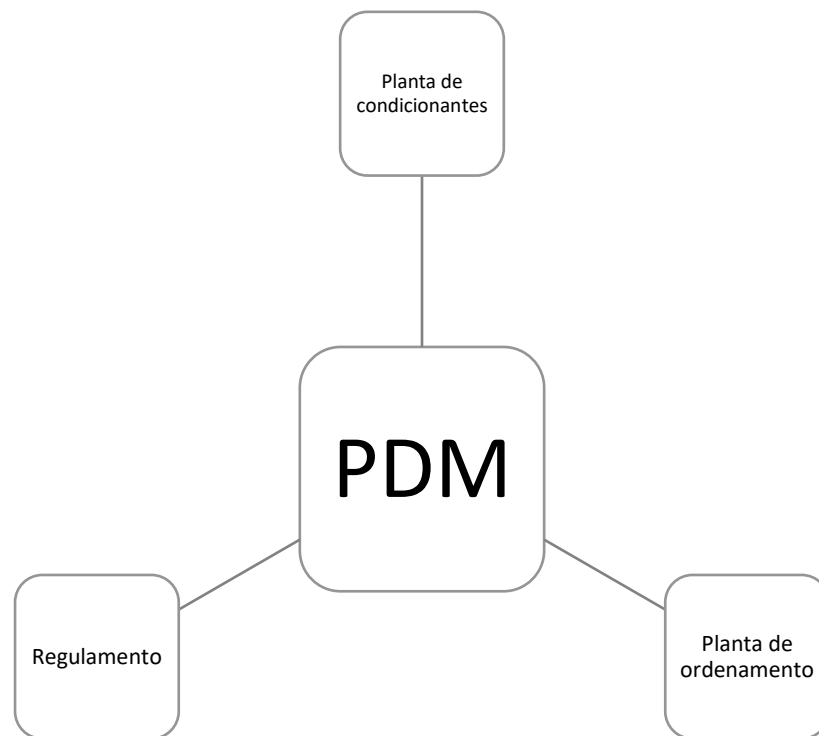 Planta de
condicionantes
PDM
Regulamento
Planta de
ordenamento